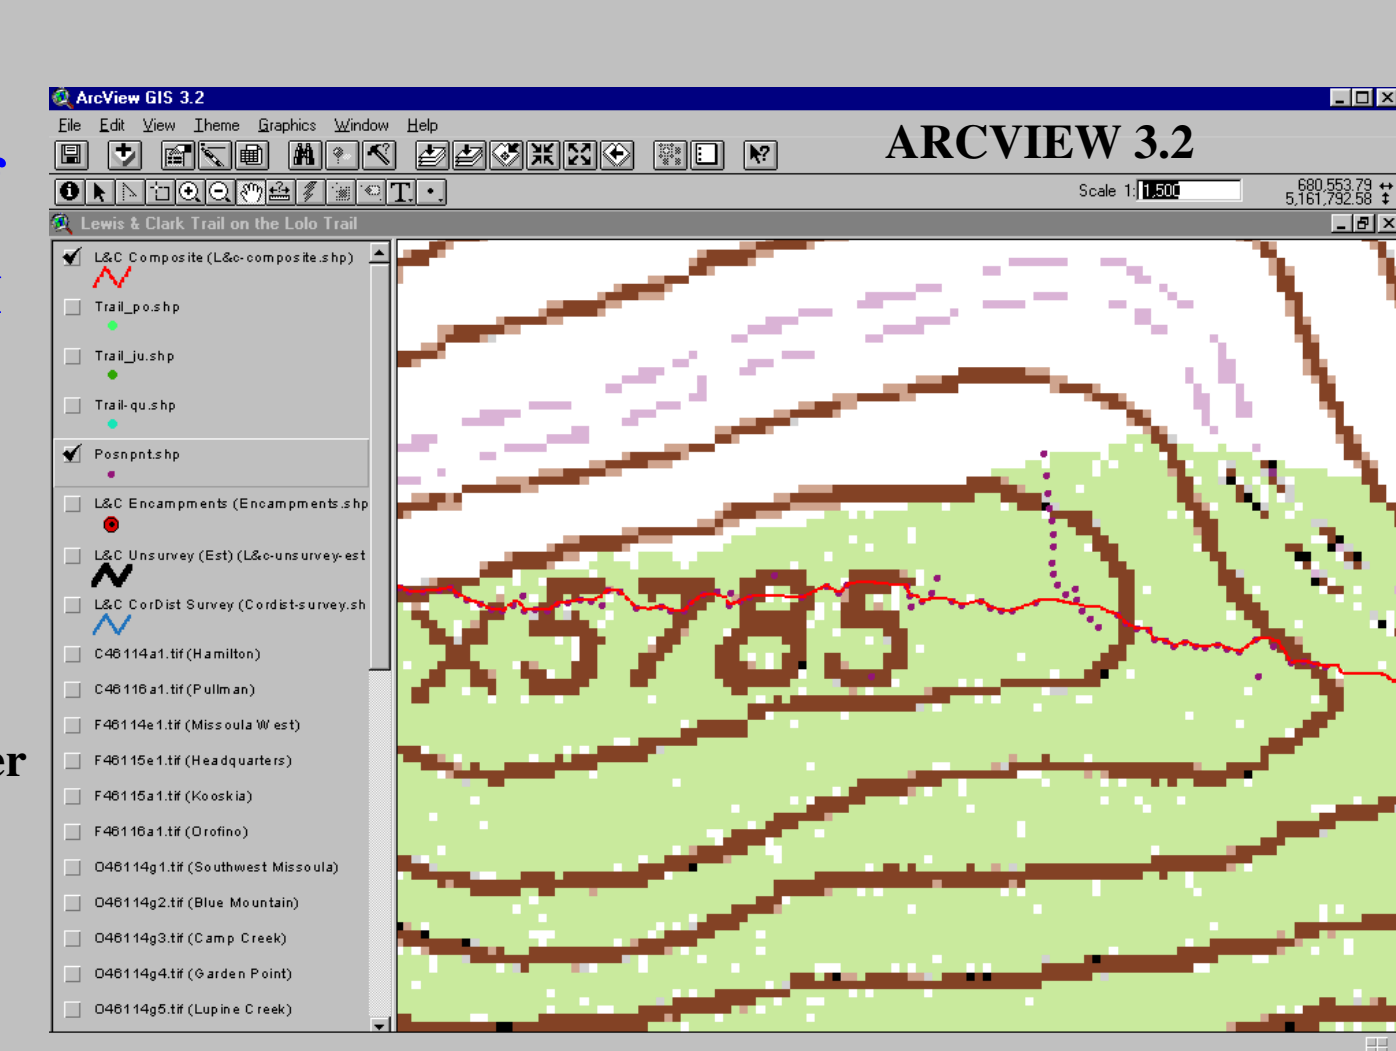 ArcView GIS 3.2
File Edit View Theme Graphics Window Help
ARCVIEW 3.2
Scale 1: 1,500
680,553.79
5,161,792.58
Lewis & Clark Trail on the Lolo Trail
L&C Composite (L&c-composite.shp)
Trail_po.shp
Trail_ju.shp
Trail-qu.shp
Posnpnt.shp
L&C Encampments (Encampments.shp
L&C Unsurvey (Est) (L&c-unsurvey-est
L&C CorDist Survey (Cordist-survey.sh
C46114a1.tif (Hamilton)
C46116a1.tif (Pullman)
F46114e1.tif (Missoula West)
er
F46115e1.tif (Headquarters)
F46115a1.tif (Kooskia)
F46116a1.tif (Orofino)
O46114g1.tif (Southwest Missoula)
O46114g2.tif (Blue Mountain)
O46114g3.tif (Camp Creek)
O46114g4.tif (Garden Point)
O46114g5.tif (Lupine Creek)
X5785